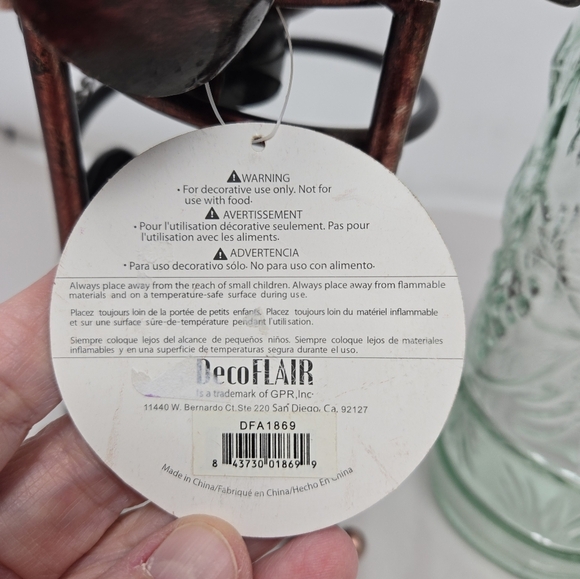 ⚠WARNING
• For decorative use only. Not for
use with food.
⚠ AVERTISSEMENT
• Pour l'utilisation décorative seulement. Pas pour
l'utilisation avec les aliments.
⚠ ADVERTENCIA
• Para uso decorativo sólo. No para uso con alimento.
Always place away from the reach of small children. Always place away from flammable
materials and on a temperature-safe surface during use.
Placez toujours loin de la portée de petits enfants. Placez toujours loin du matériel inflammable
et sur une surface sûre-de-température pendant l'utilisation.
Siempre coloque lejos del alcance de pequeños niños. Siempre coloque lejos de materiales
inflamables y en una superficie de temperaturas segura durante el uso.
DecoFLAIR
Is a trademark of GPR,Inc.
11440 W. Bernardo Ct.Ste 220 San Diego, Ca. 92127
DFA1869
8 43730 01869 9
Made in China/Fabriqué en China/Hecho En China